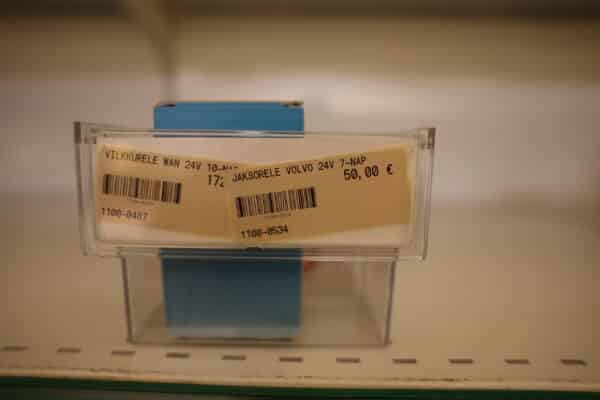 VILKKURELE MAN 24V
1100-0487
JAKSORELE VOLVO 24V 7-NAP
50,00 €
1100-0534